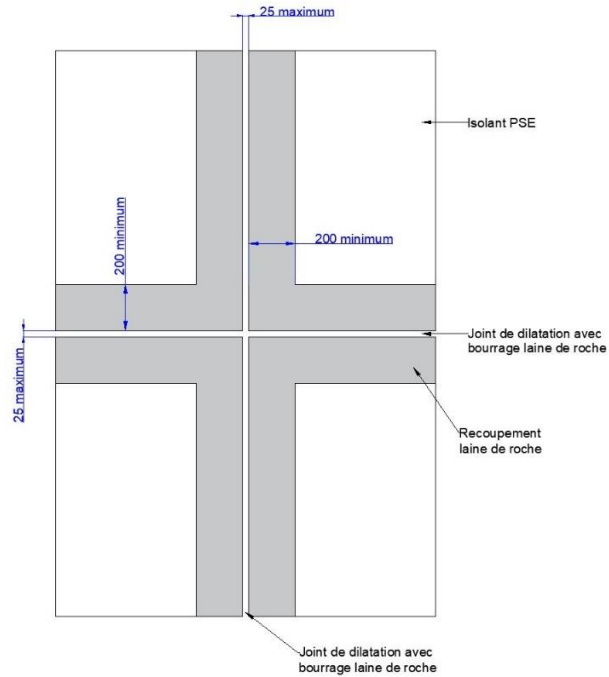 25 maximum
Isolant PSE
200 minimum
200 minimum
25 maximum
Joint de dilatation avec
bourrage laine de roche
Recoupement
laine de roche
Joint de dilatation avec
bourrage laine de roche